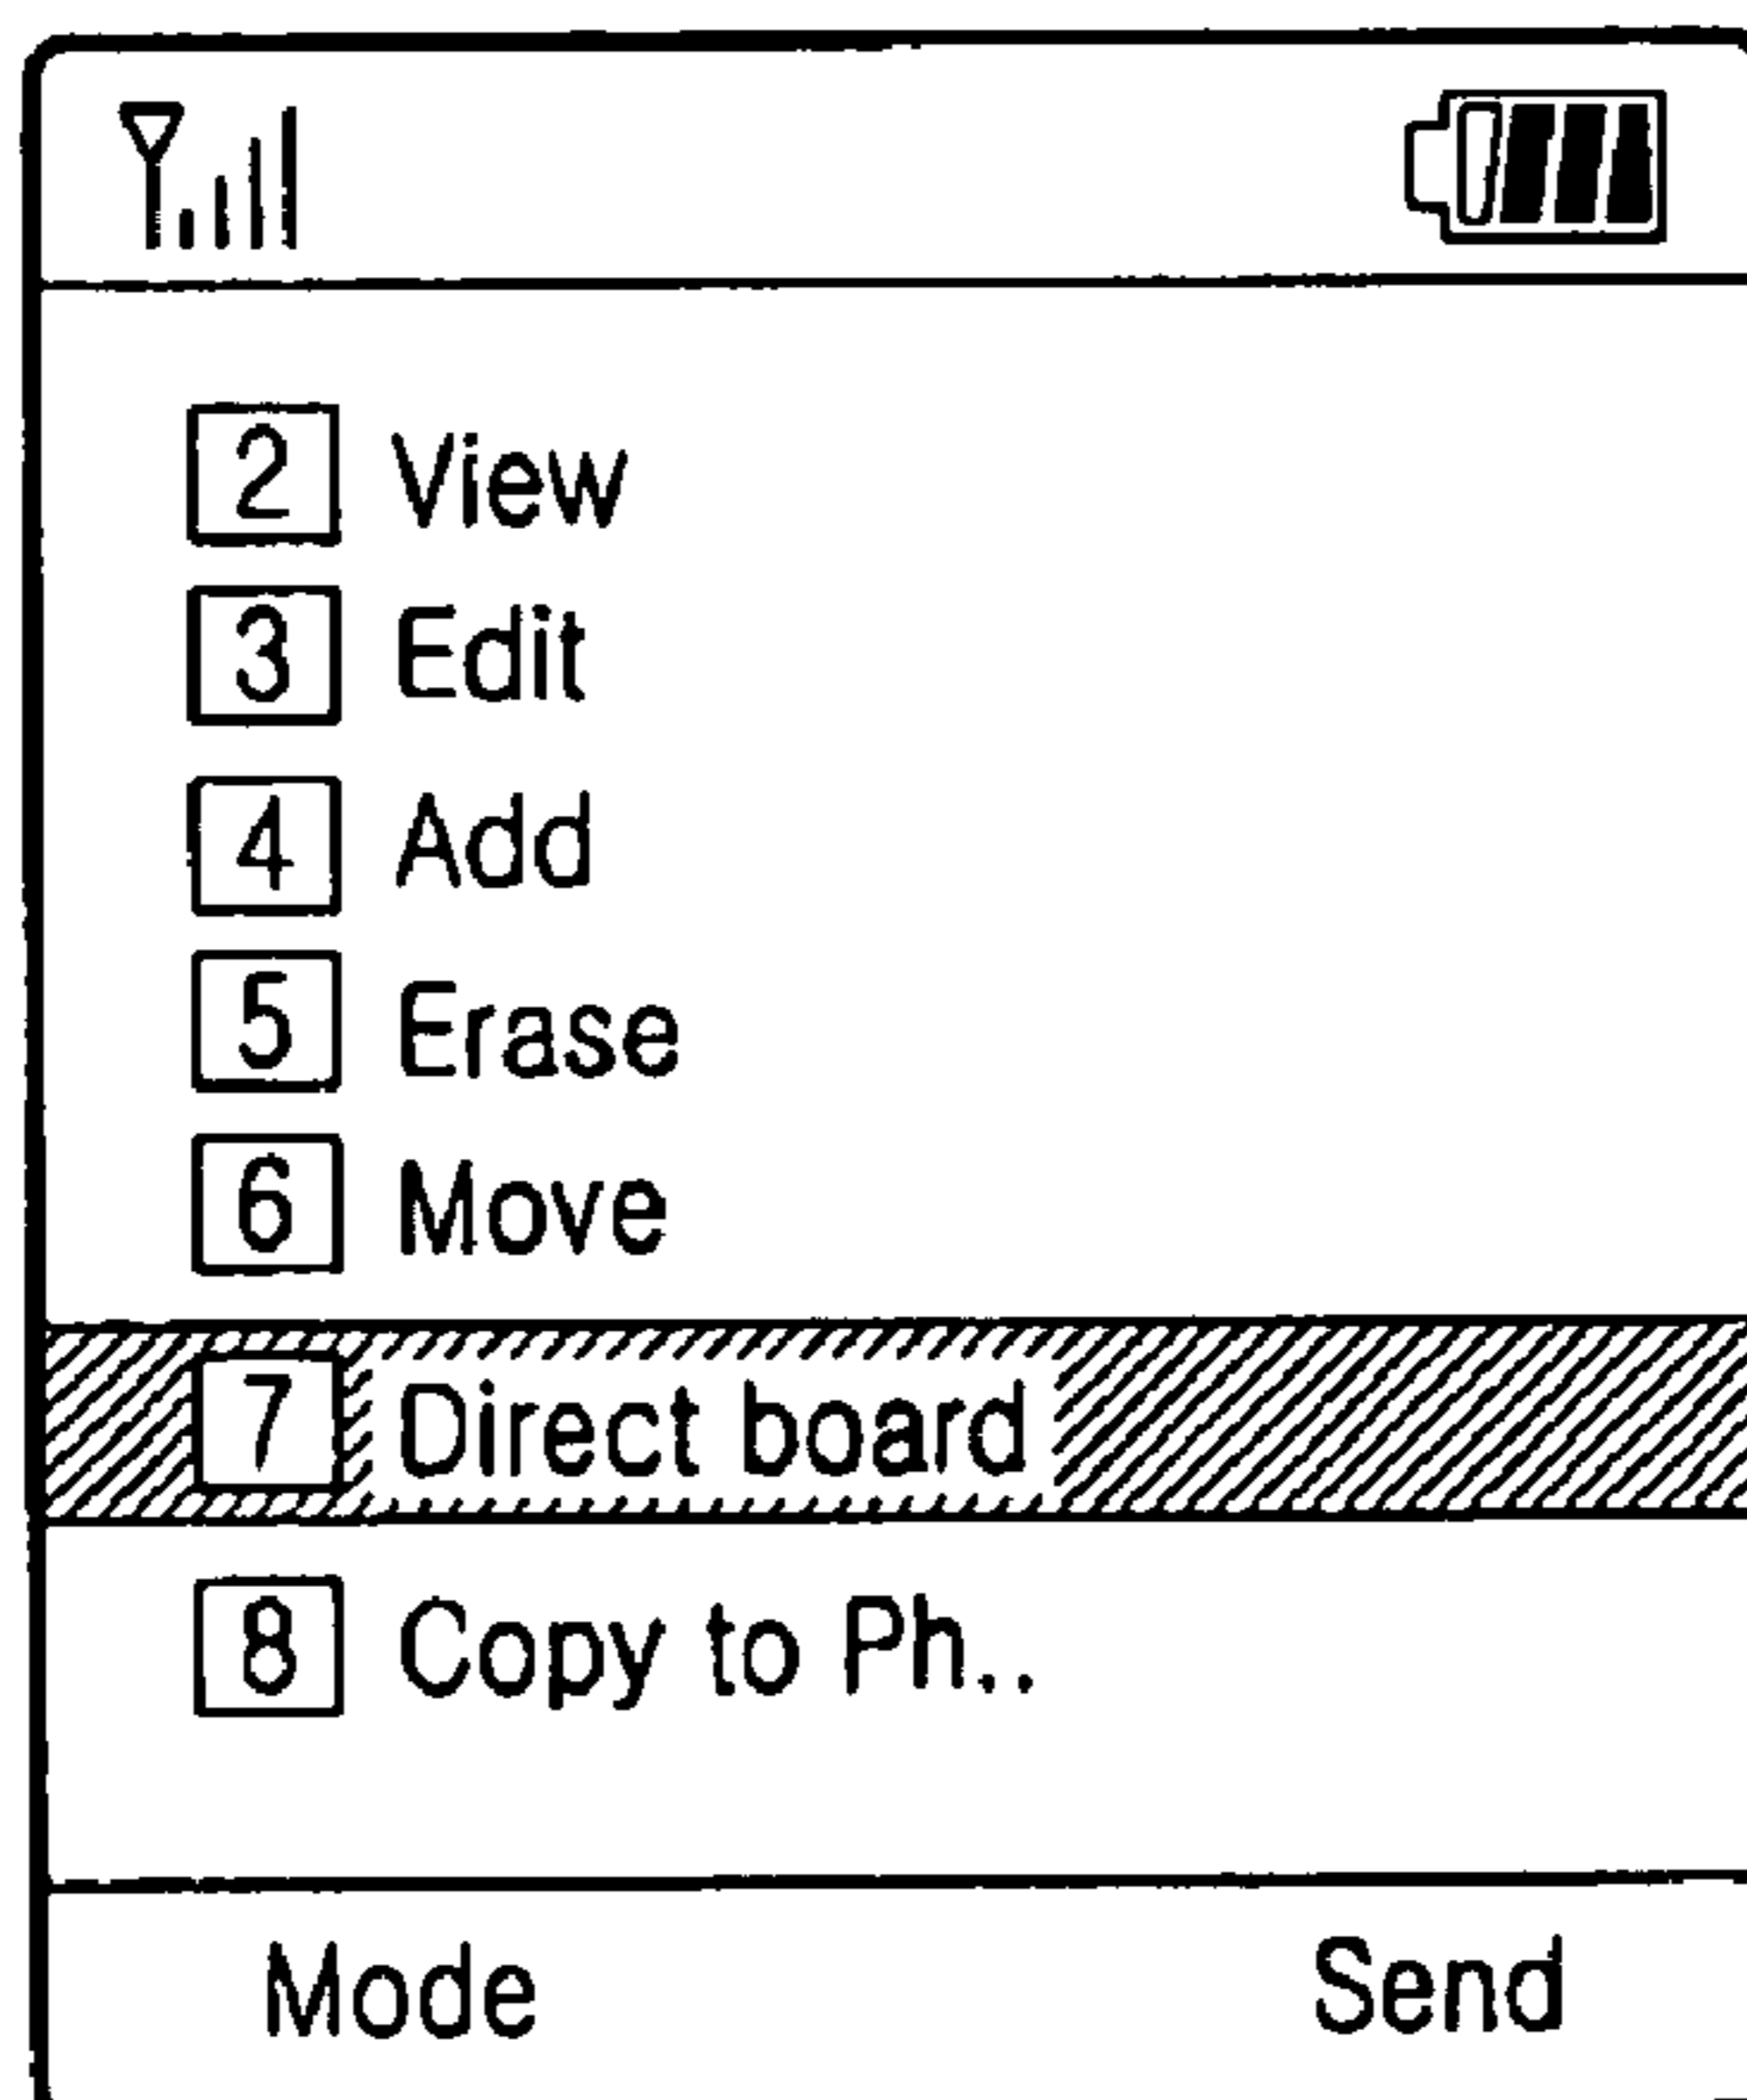 2 View
3 Edit
4 Add
5 Erase
6 Move
7 Direct board
8 Copy to Ph..
Mode Send